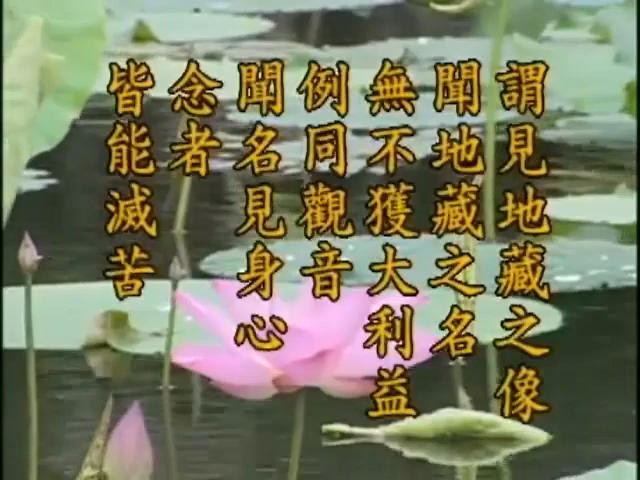 謂見地藏之像
聞地藏之名
無不獲大利益
例同觀音
聞名見身心
念者
皆能滅苦